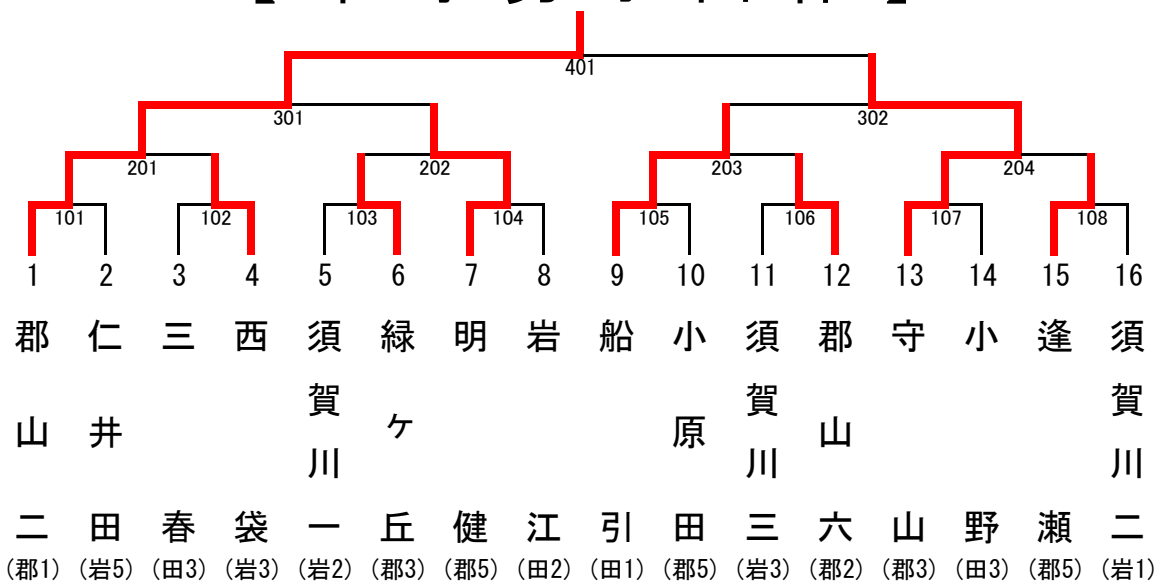 401
301 302
201 202 203 204
101 102 103 104 105 106 107 108
1 2 3 4 5 6 7 8 9 10 11 12 13 14 15 16
郡山二 仁井田 三春 西袋 須賀川一 緑ケ丘 明健 岩江 船引 小原田 須賀川三 郡山六 守山 小野 逢瀬 須賀川二
(郡1) (岩5) (田3) (岩3) (岩2) (郡3) (郡5) (田2) (田1) (郡5) (岩3) (郡2) (郡3) (田3) (郡5) (岩1)